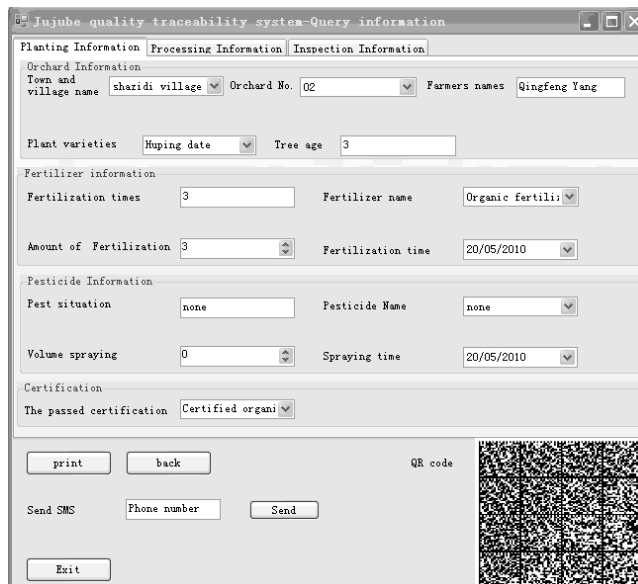 Jujube quality traceability system-Query information
Planting Information Processing Information Inspection Information
Orchard Information
Town and village name shazidi village Orchard No. 02 Farmers names Qingfeng Yang
Plant varieties Huping date Tree age 3
Fertilizer information
Fertilization times 3 Fertilizer name Organic fertili
Amount of Fertilization 3 Fertilization time 20/05/2010
Pesticide Information
Pest situation none Pesticide Name none
Volume spraying 0 Spraying time 20/05/2010
Certification
The passed certification Certified organi
print back QR code
Send SMS Phone number Send
Exit